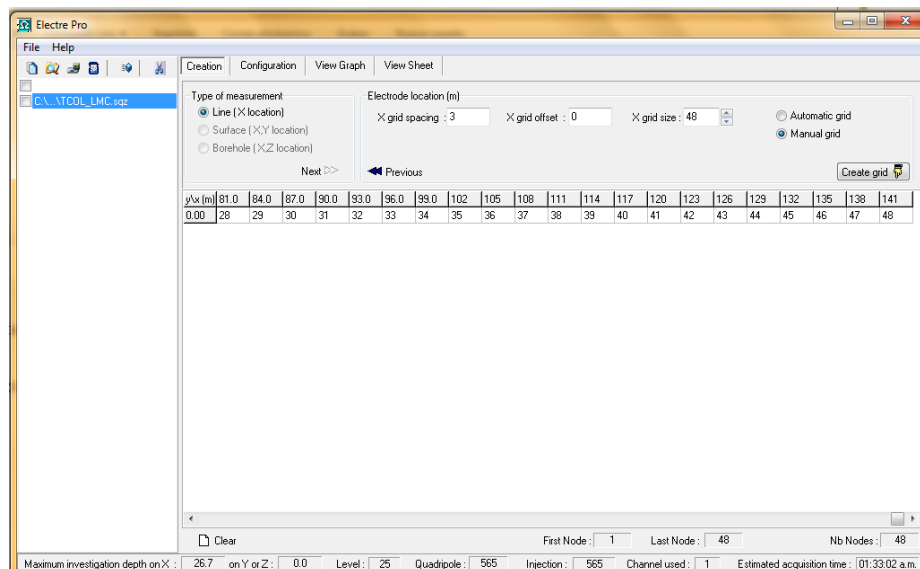 Electre Pro
File Help
Creation Configuration View Graph View Sheet
C:\...\TCOL_LMC.sqz
Type of measurement
Line (X location)
Surface (X,Y location)
Borehole (X,Z location)
Next
Electrode location (m)
X grid spacing : 3 X grid offset : 0 X grid size : 48
Automatic grid
Manual grid
Previous
Create grid
y\x (m) 81.0 84.0 87.0 90.0 93.0 96.0 99.0 102 105 108 111 114 117 120 123 126 129 132 135 138 141
0.00 28 29 30 31 32 33 34 35 36 37 38 39 40 41 42 43 44 45 46 47 48
Clear First Node : 1 Last Node : 48 Nb Nodes : 48
Maximum investigation depth on X : 26.7 on Y or Z : 0.0 Level : 25 Quadripole : 565 Injection : 565 Channel used : 1 Estimated acquisition time : 01:33:02 a.m.